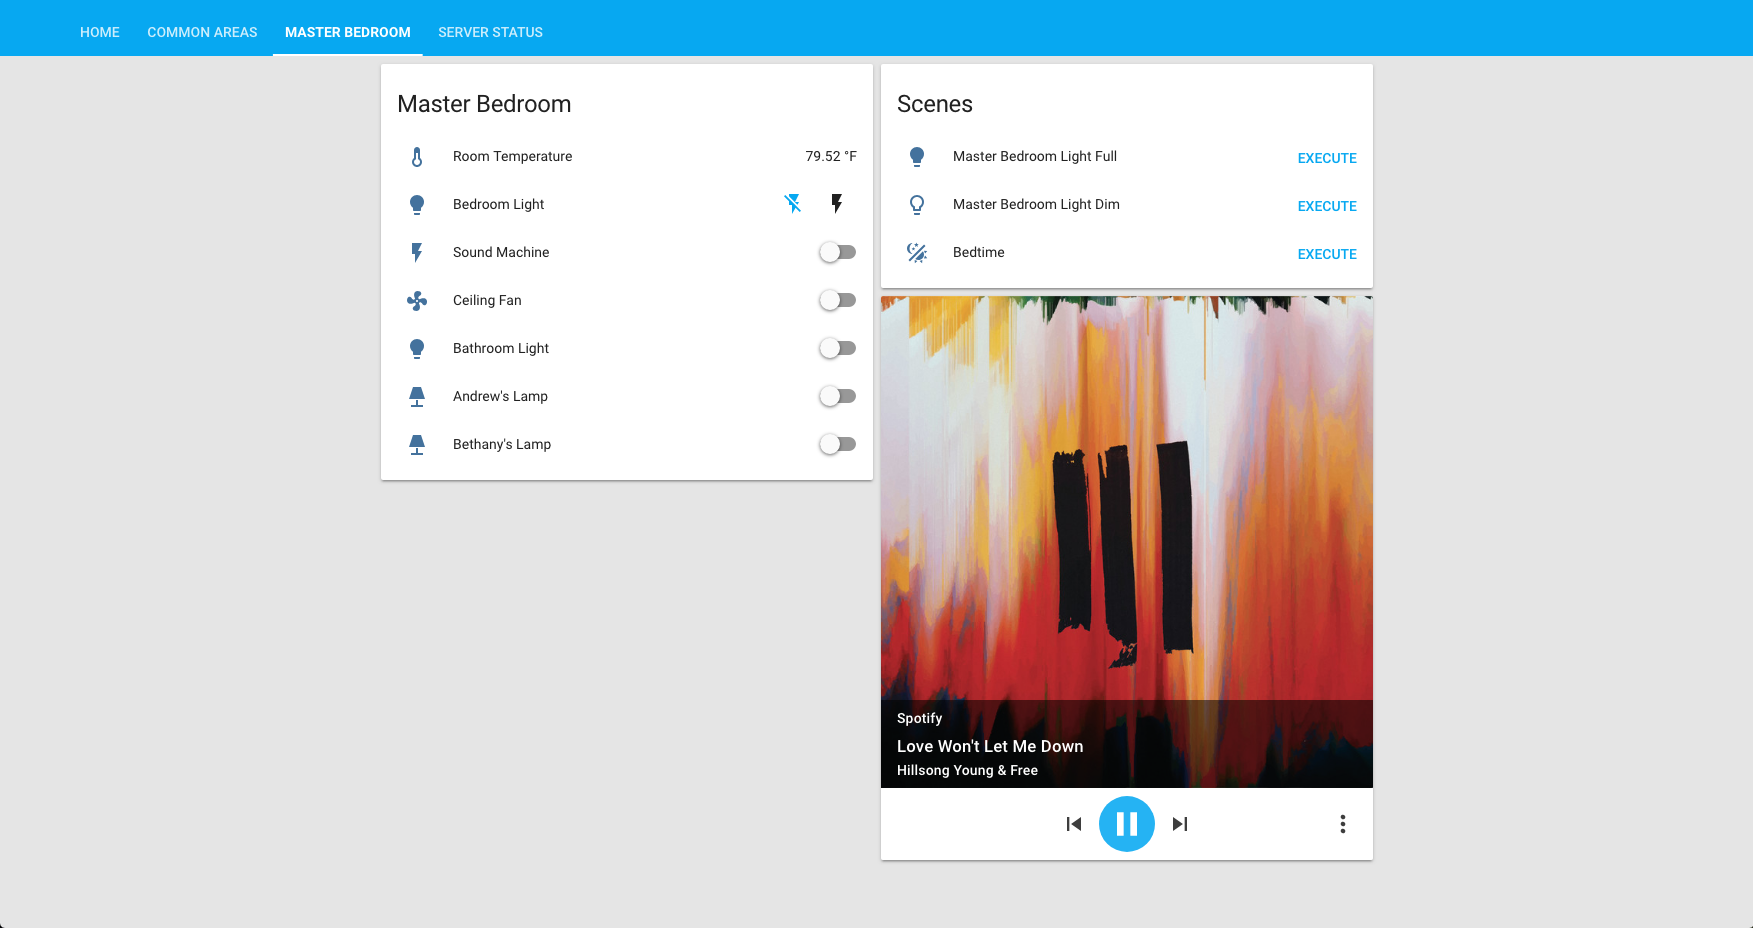 HOME COMMON AREAS MASTER BEDROOM SERVER STATUS
Master Bedroom
Room Temperature 79.52 °F
Bedroom Light
Sound Machine
Ceiling Fan
Bathroom Light
Andrew's Lamp
Bethany's Lamp
Scenes
Master Bedroom Light Full EXECUTE
Master Bedroom Light Dim EXECUTE
Bedtime EXECUTE
Spotify
Love Won't Let Me Down
Hillsong Young & Free